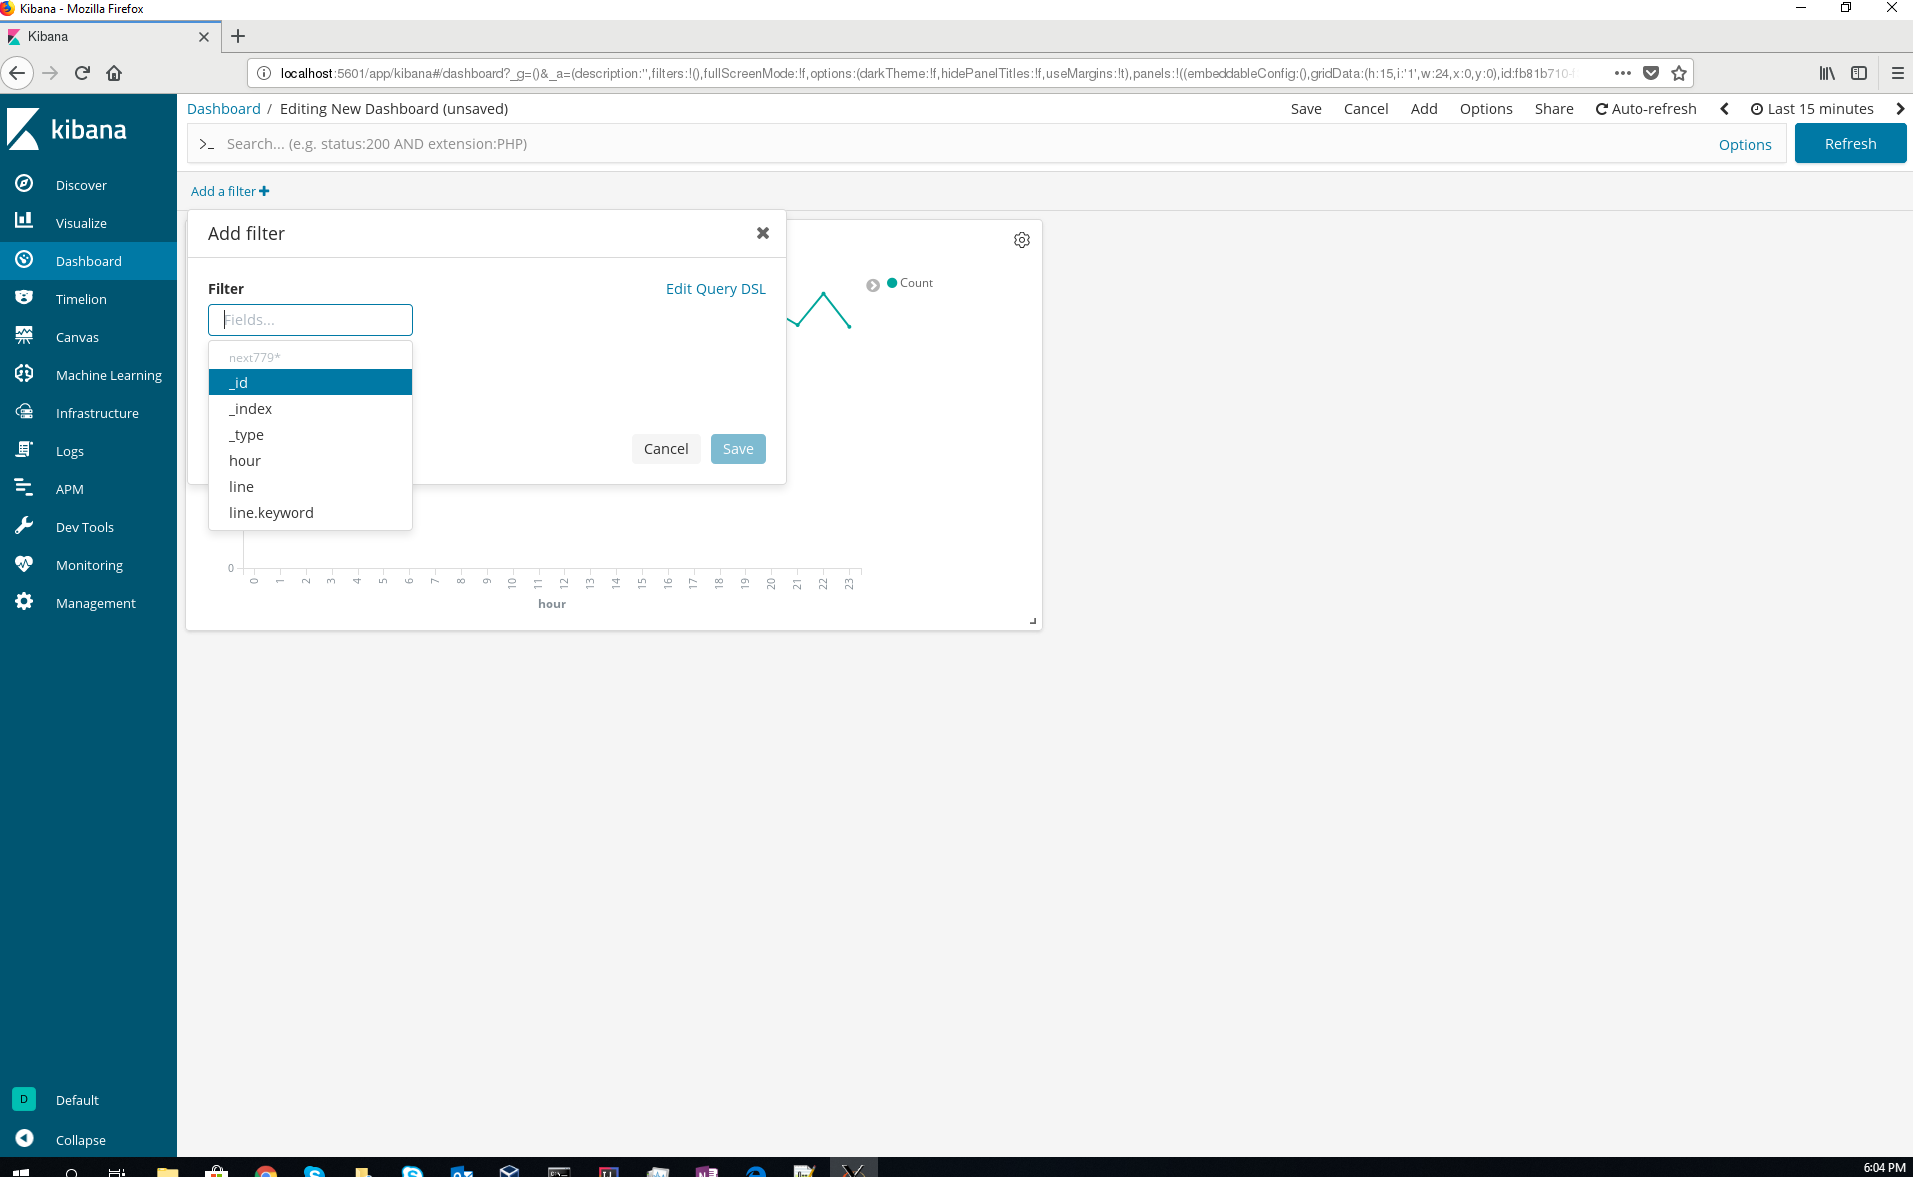 Kibana - Mozilla Firefox
Kibana
localhost:5601/app/kibana#/dashboard?_g=()&_a=(description:'',filters:!(),fullScreenMode:!f,options:(darkTheme:!f,hidePanelTitles:!f,useMargins:!t),panels:!((embeddableConfig:(),gridData:(h:15,i:'1',w:24,x:0,y:0),id:fb81b710-
kibana
Discover
Visualize
Dashboard
Timelion
Canvas
Machine Learning
Infrastructure
Logs
APM
Dev Tools
Monitoring
Management
D Default
Collapse
Dashboard / Editing New Dashboard (unsaved)
Save Cancel Add Options Share Auto-refresh Last 15 minutes
>_ Search... (e.g. status:200 AND extension:PHP) Options Refresh
Add a filter
Add filter
Filter Edit Query DSL
Fields...
next779*
_id
_index
_type
hour
line
line.keyword
Cancel Save
Count
0
0 1 2 3 4 5 6 7 8 9 10 11 12 13 14 15 16 17 18 19 20 21 22 23
hour
6:04 PM